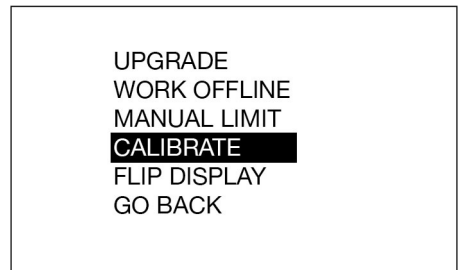 UPGRADE
WORK OFFLINE
MANUAL LIMIT
CALIBRATE
FLIP DISPLAY
GO BACK